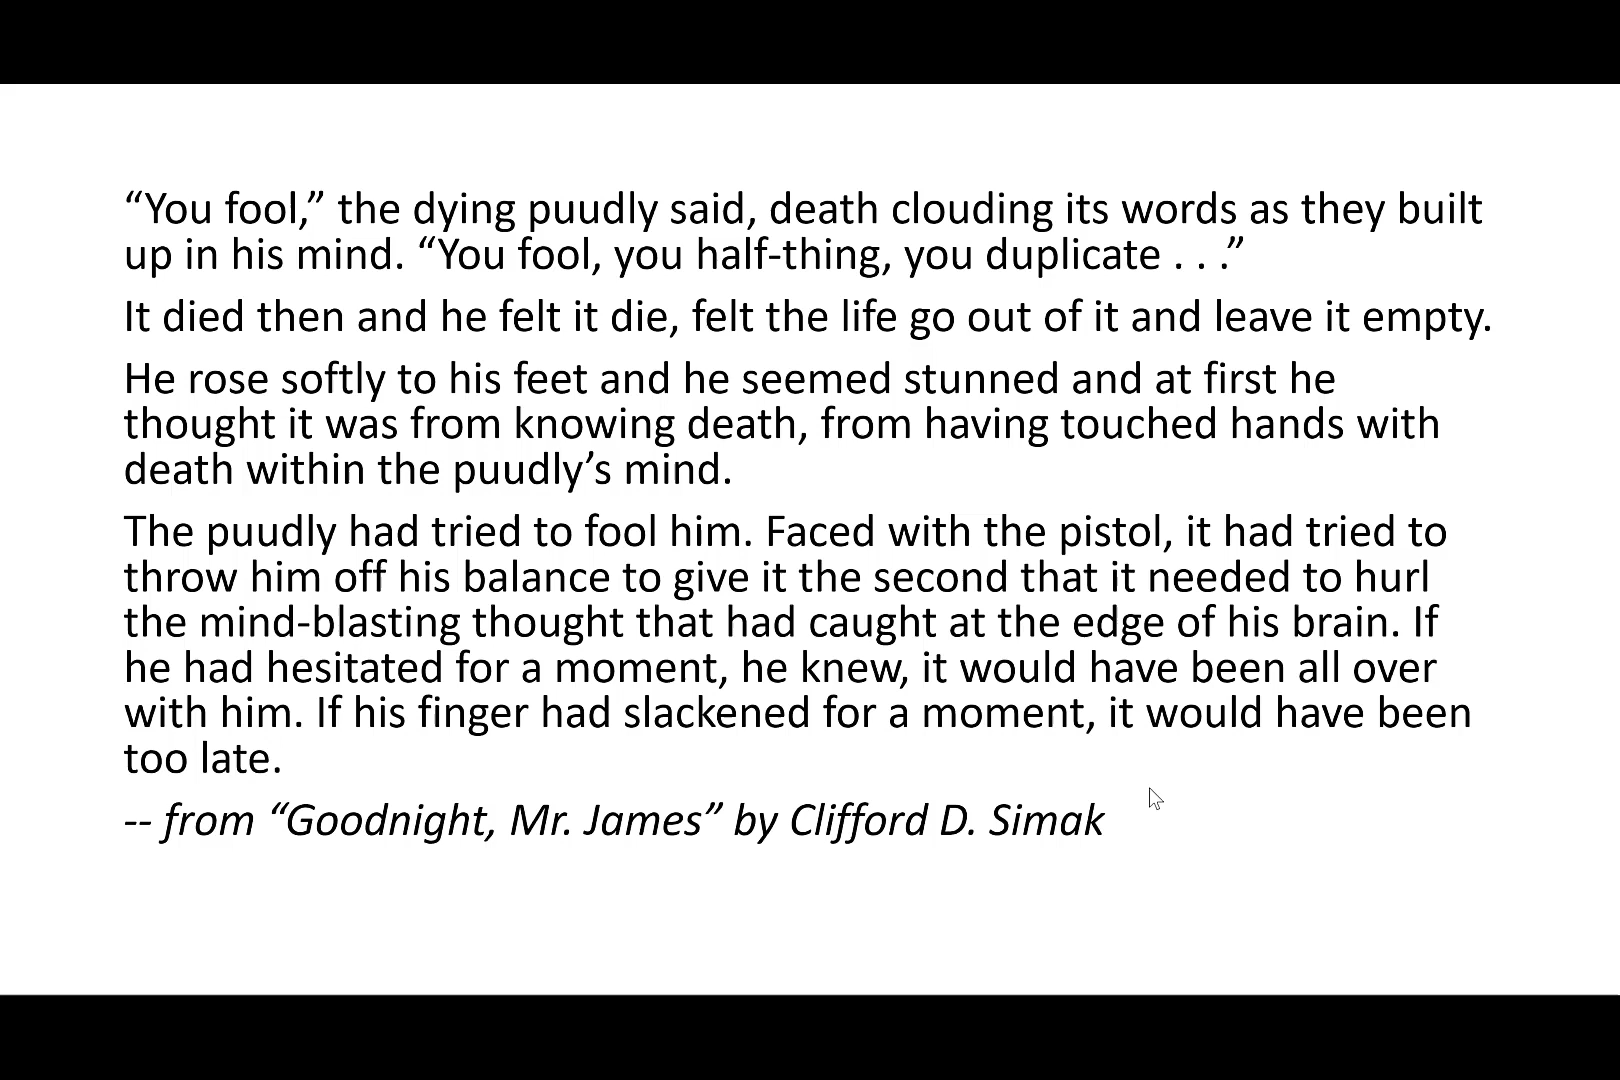 “You fool,” the dying puudly said, death clouding its words as they built
up in his mind. “You fool, you half-thing, you duplicate . . .”
It died then and he felt it die, felt the life go out of it and leave it empty.
He rose softly to his feet and he seemed stunned and at first he
thought it was from knowing death, from having touched hands with
death within the puudly’s mind.
The puudly had tried to fool him. Faced with the pistol, it had tried to
throw him off his balance to give it the second that it needed to hurl
the mind-blasting thought that had caught at the edge of his brain. If
he had hesitated for a moment, he knew, it would have been all over
with him. If his finger had slackened for a moment, it would have been
too late.
-- from “Goodnight, Mr. James” by Clifford D. Simak